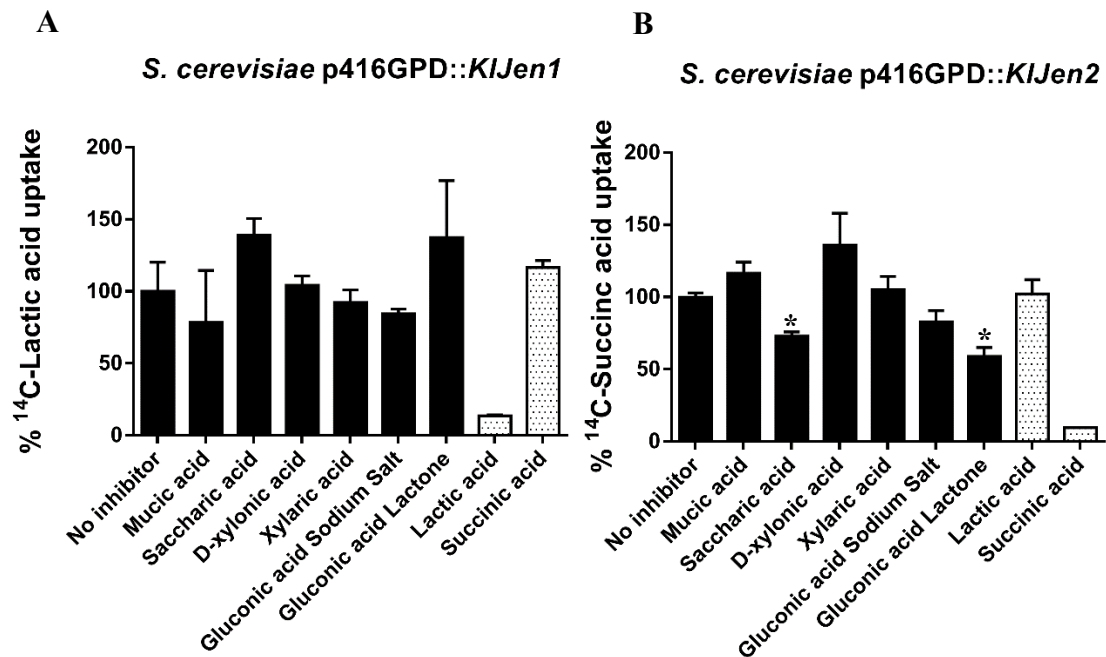 A
S. cerevisiae p416GPD::KlJen1
% ¹⁴C-Lactic acid uptake
200
150
100
50
0
No inhibitor
Mucic acid
Saccharic acid
D-xylonic acid
Xylaric acid
Gluconic acid Sodium Salt
Gluconic acid Lactone
Lactic acid
Succinic acid
B
S. cerevisiae p416GPD::KlJen2
% ¹⁴C-Succinc acid uptake
200
150
100
50
0
*
*
No inhibitor
Mucic acid
Saccharic acid
D-xylonic acid
Xylaric acid
Gluconic acid Sodium Salt
Gluconic acid Lactone
Lactic acid
Succinic acid